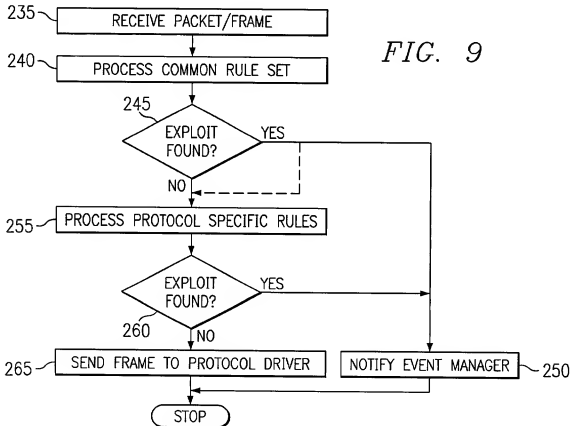 235
RECEIVE PACKET/FRAME
FIG. 9
240
PROCESS COMMON RULE SET
245
EXPLOIT
FOUND?
YES
NO
255
PROCESS PROTOCOL SPECIFIC RULES
EXPLOIT
FOUND?
YES
260
NO
265
SEND FRAME TO PROTOCOL DRIVER
NOTIFY EVENT MANAGER
250
STOP